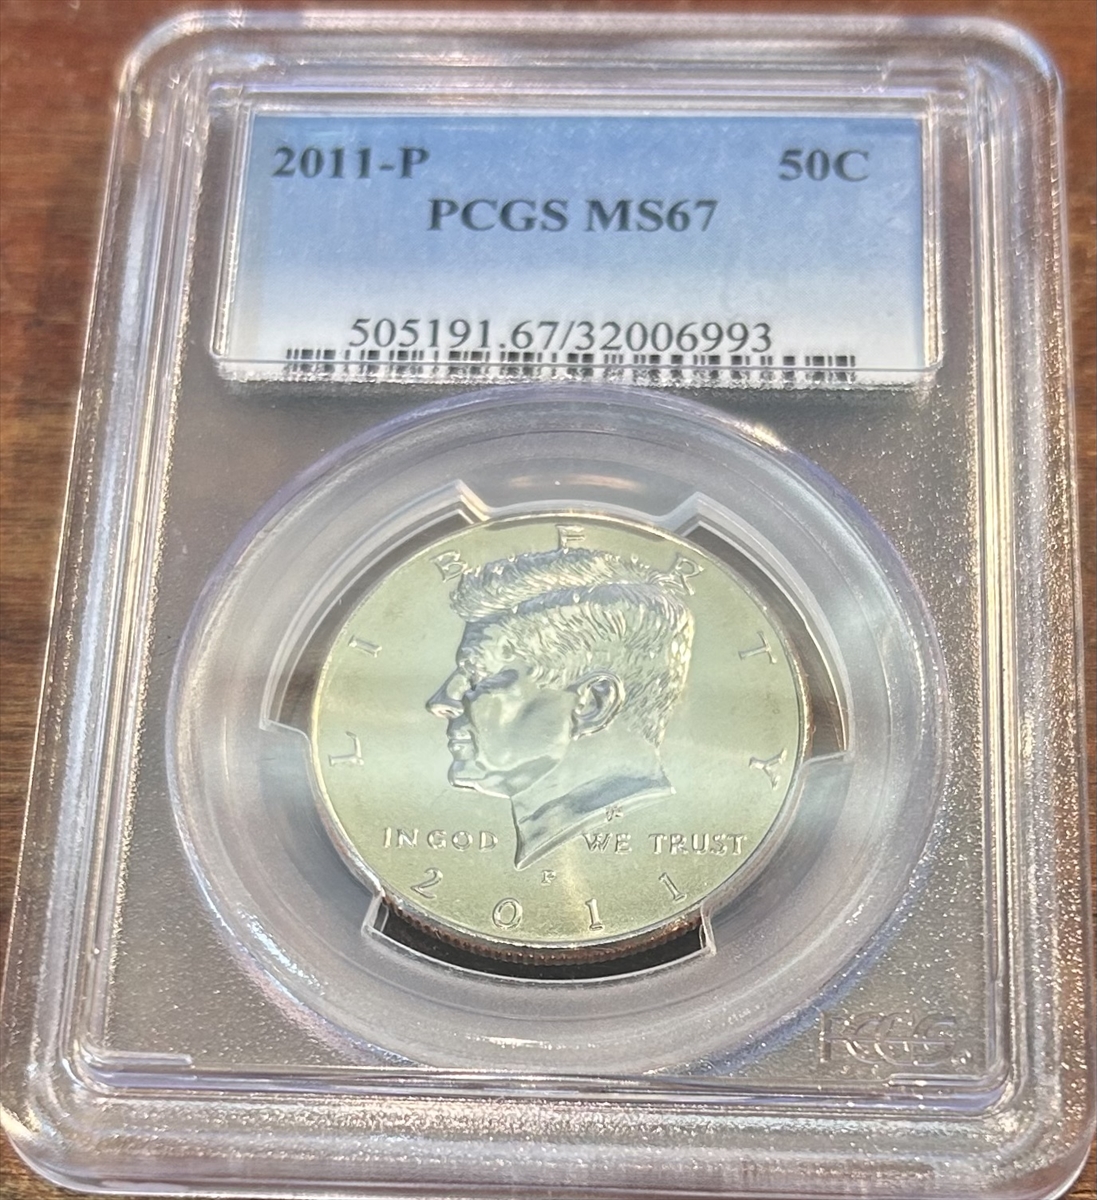 2011-P 50C
PCGS MS67
505191.67/32006993
LIBERTY
IN GOD WE TRUST
P
2011
PCGS